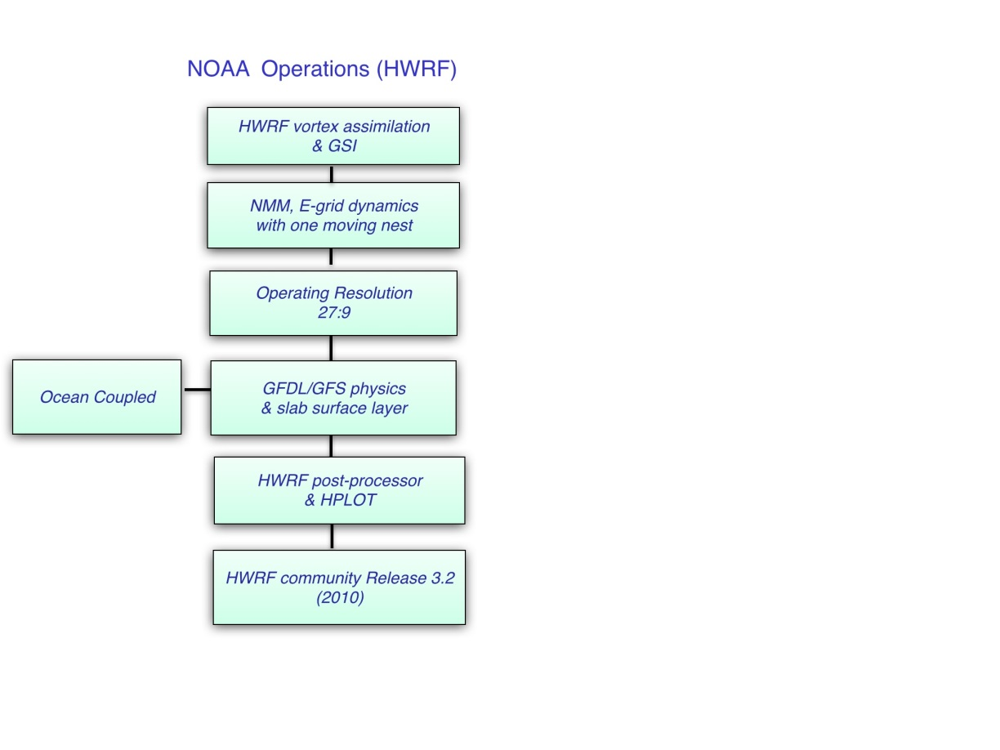 NOAA Operations (HWRF)
HWRF vortex assimilation
& GSI
NMM, E-grid dynamics
with one moving nest
Operating Resolution
27:9
Ocean Coupled
GFDL/GFS physics
& slab surface layer
HWRF post-processor
& HPLOT
HWRF community Release 3.2
(2010)